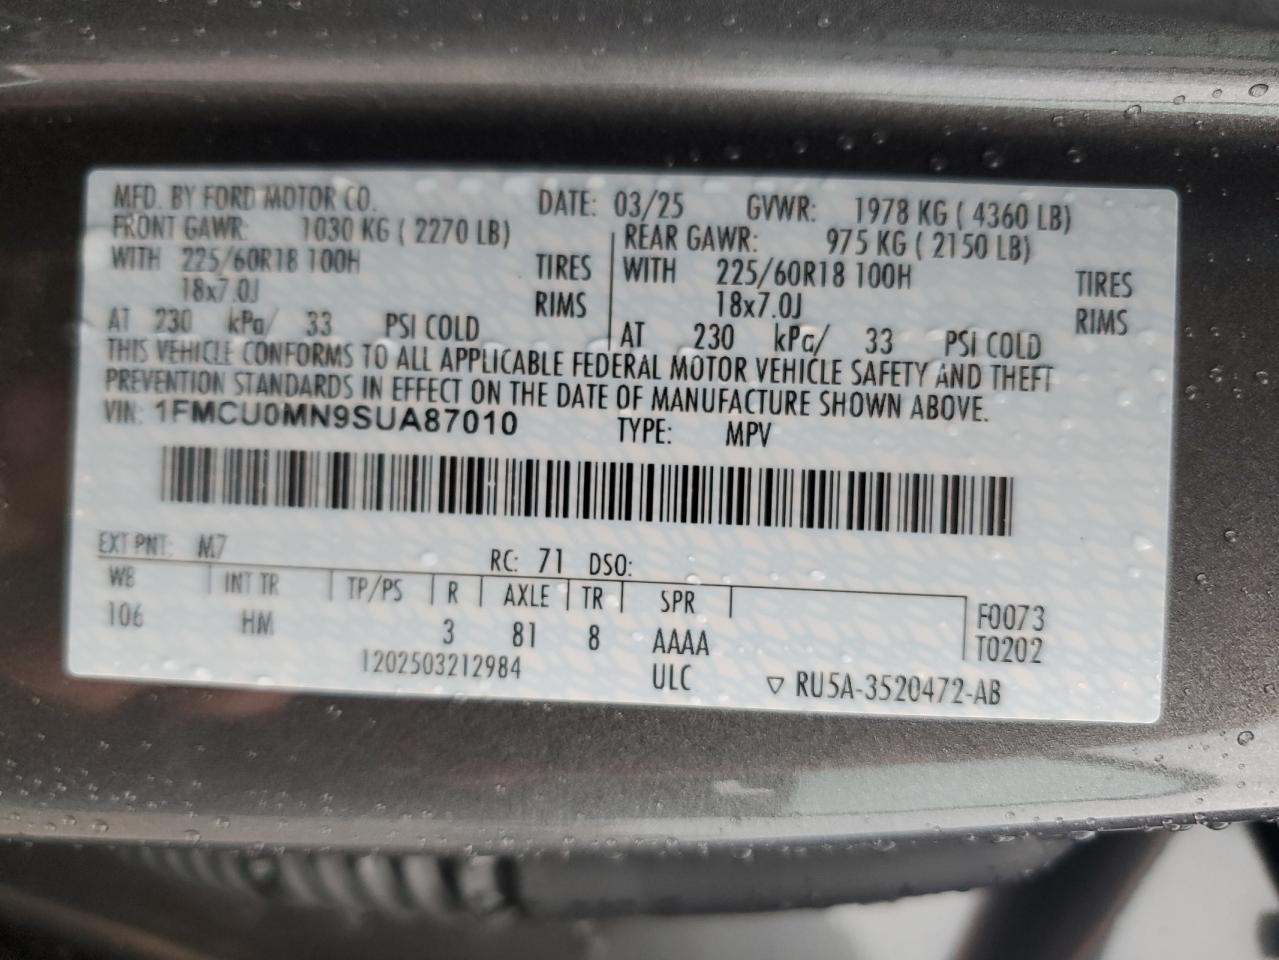 MFD. BY FORD MOTOR CO. DATE: 03/25 GVWR: 1978 KG ( 4360 LB)
FRONT GAWR: 1030 KG ( 2270 LB) REAR GAWR: 975 KG ( 2150 LB)
WITH 225/60R18 100H TIRES WITH 225/60R18 100H TIRES
18x7.0J RIMS 18x7.0J RIMS
AT 230 kPa/ 33 PSI COLD AT 230 kPa/ 33 PSI COLD
THIS VEHICLE CONFORMS TO ALL APPLICABLE FEDERAL MOTOR VEHICLE SAFETY AND THEFT
PREVENTION STANDARDS IN EFFECT ON THE DATE OF MANUFACTURE SHOWN ABOVE.
VIN: 1FMCU0MN9SUA87010 TYPE: MPV
EXT PNT: M7 RC: 71 DSO:
WB INT TR TP/PS R AXLE TR SPR F0073
106 HM 3 81 8 AAAA T0202
1202503212984 ULC ▽ RU5A-3520472-AB